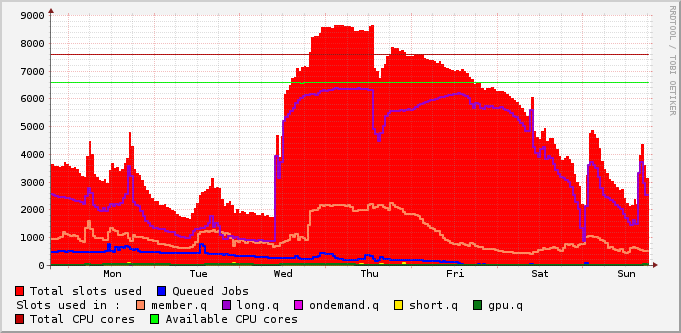 9000
8000
7000
6000
5000
4000
3000
2000
1000
0
Mon Tue Wed Thu Fri Sat Sun
RRDTOOL / TOBI OETIKER
Total slots used Queued Jobs
Slots used in : member.q long.q ondemand.q short.q gpu.q
Total CPU cores Available CPU cores